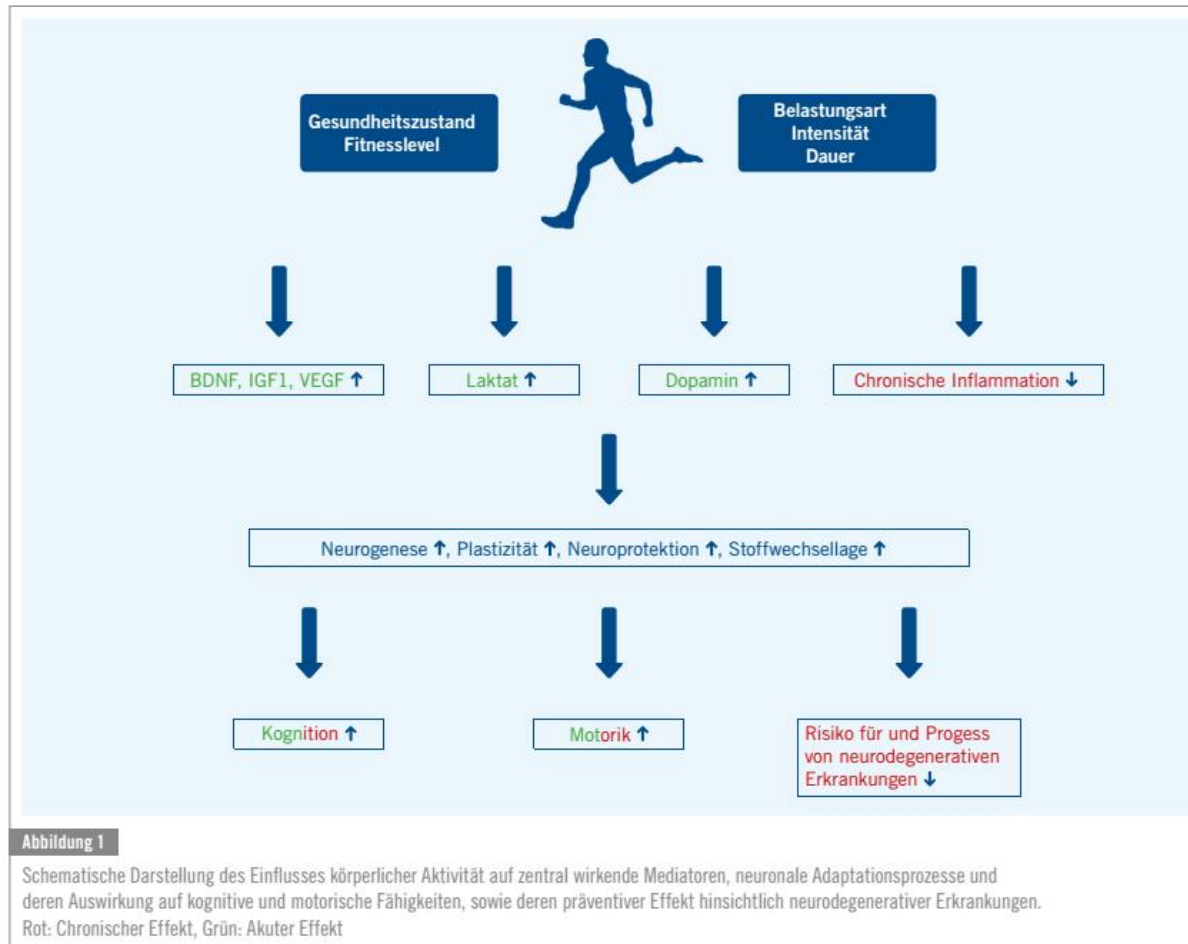 Gesundheitszustand
Fitnesslevel
Belastungsart
Intensität
Dauer
BDNF, IGF1, VEGF ↑
Laktat ↑
Dopamin ↑
Chronische Inflammation ↓
Neurogenese ↑, Plastizität ↑, Neuroprotektion ↑, Stoffwechsellage ↑
Kognition ↑
Motorik ↑
Risiko für und Progess
von neurodegenerativen
Erkrankungen ↓
Abbildung 1
Schematische Darstellung des Einflusses körperlicher Aktivität auf zentral wirkende Mediatoren, neuronale Adaptationsprozesse und
deren Auswirkung auf kognitive und motorische Fähigkeiten, sowie deren präventiver Effekt hinsichtlich neurodegenerativer Erkrankungen.
Rot: Chronischer Effekt, Grün: Akuter Effekt